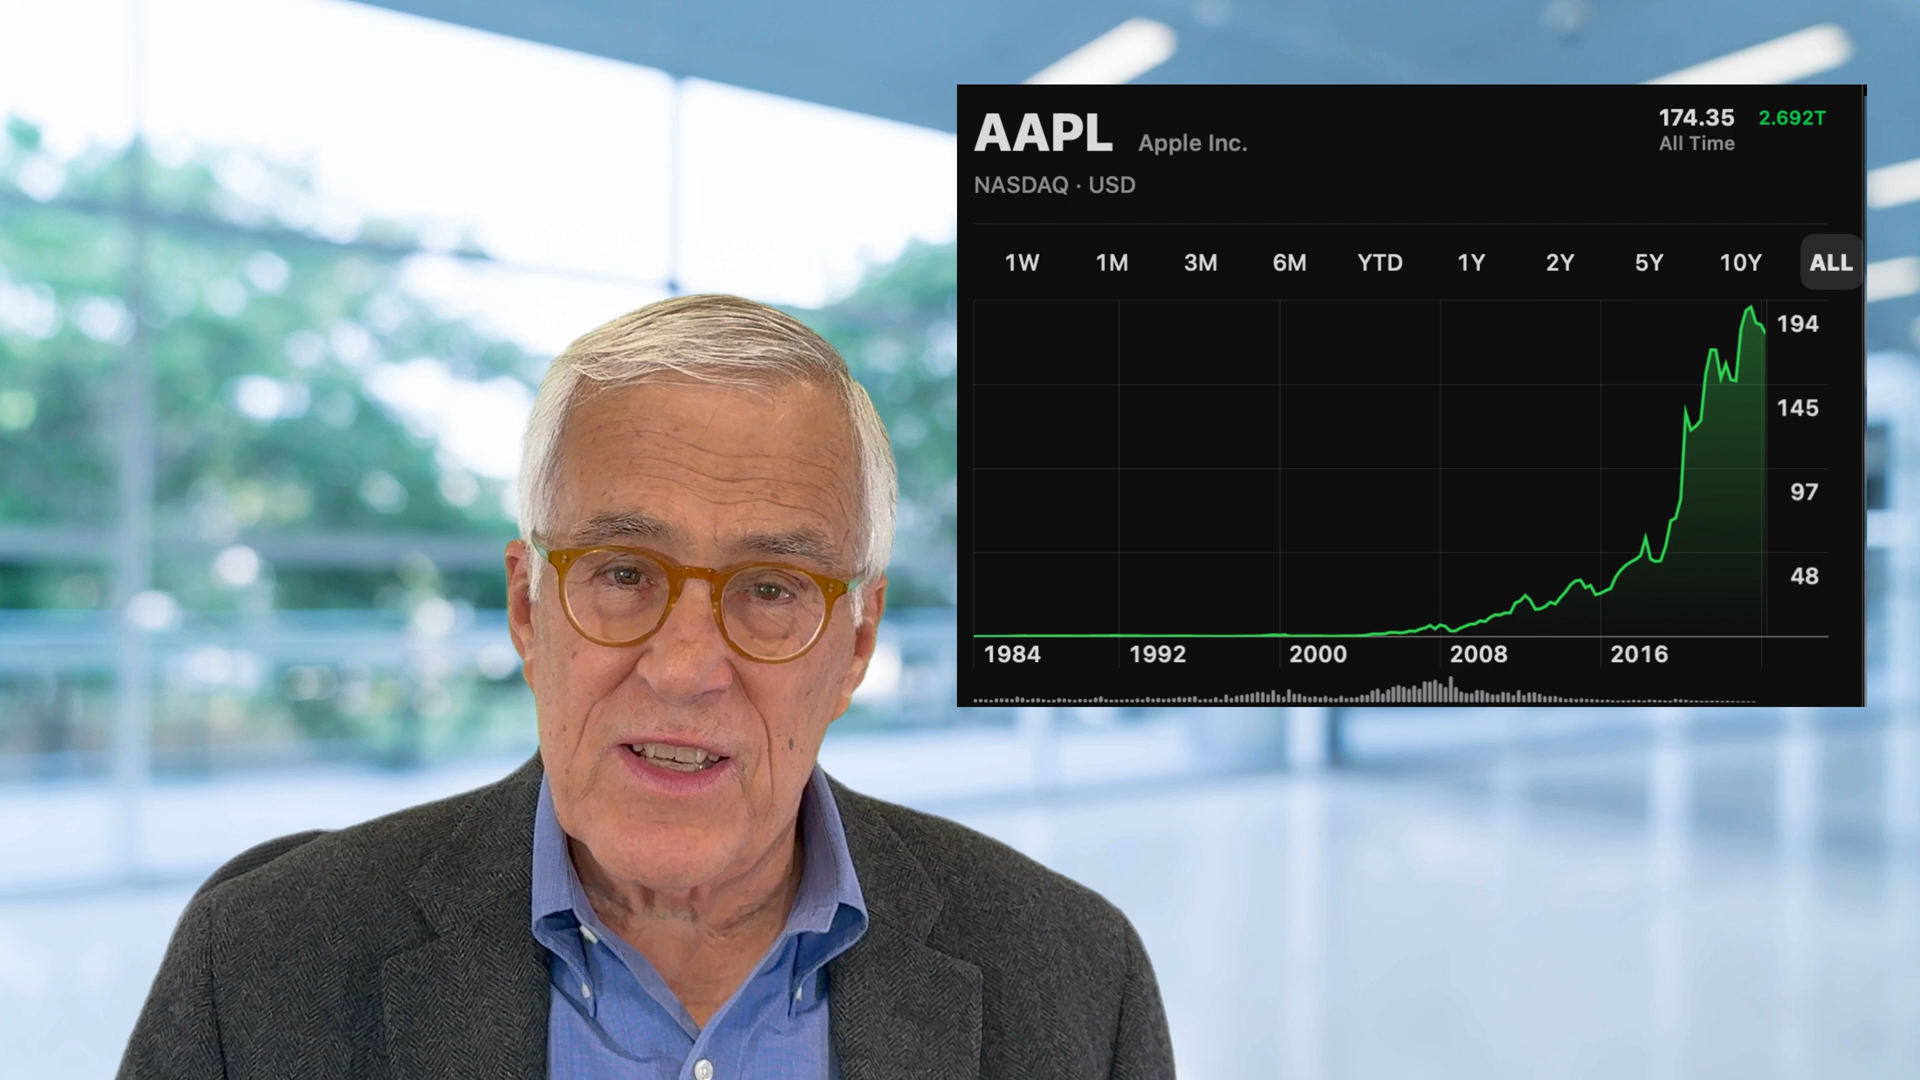 AAPL Apple Inc. 174.35 2.692T
All Time
NASDAQ · USD
1W 1M 3M 6M YTD 1Y 2Y 5Y 10Y ALL
194
145
97
48
1984 1992 2000 2008 2016